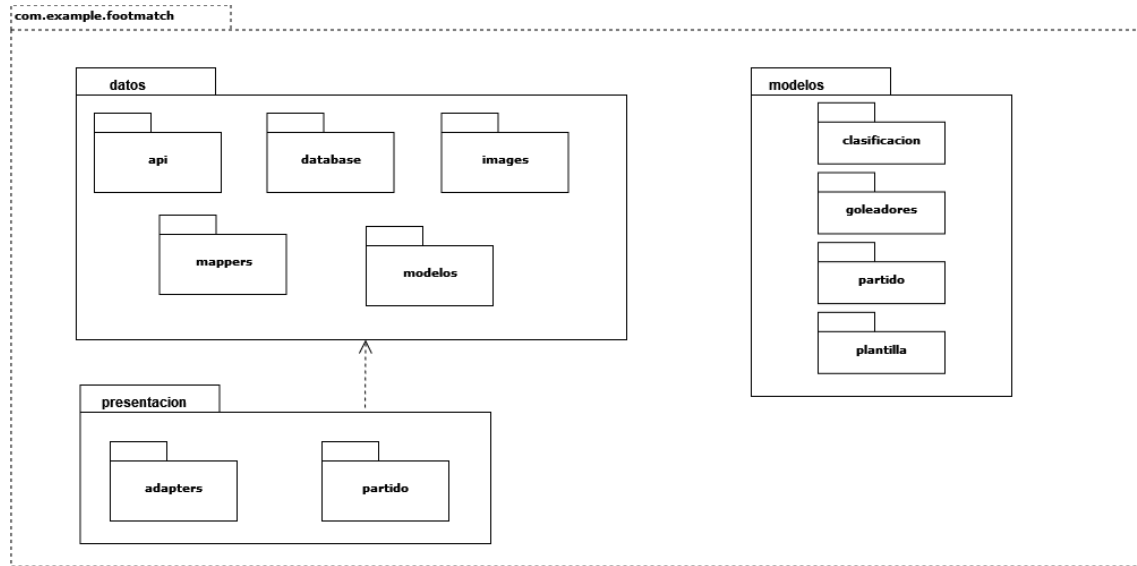 com.example.footmatch
datos
api
database
images
mappers
modelos
modelos
clasificacion
goleadores
partido
plantilla
presentacion
adapters
partido